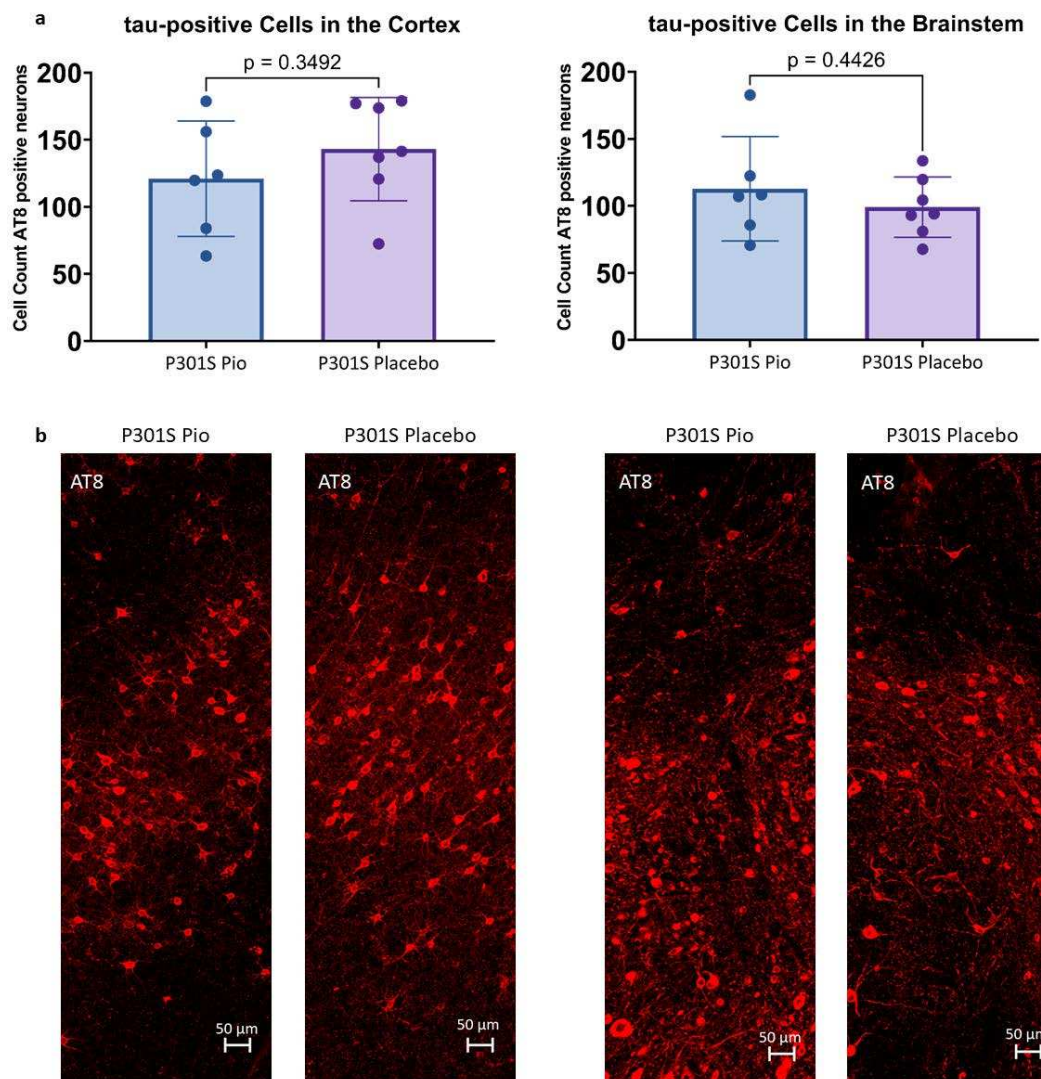 a
tau-positive Cells in the Cortex
p = 0.3492
Cell Count AT8 positive neurons
200
150
100
50
0
P301S Pio
P301S Placebo
tau-positive Cells in the Brainstem
p = 0.4426
Cell Count AT8 positive neurons
200
150
100
50
0
P301S Pio
P301S Placebo
b
P301S Pio
P301S Placebo
P301S Pio
P301S Placebo
AT8
AT8
AT8
AT8
50 µm
50 µm
50 µm
50 µm